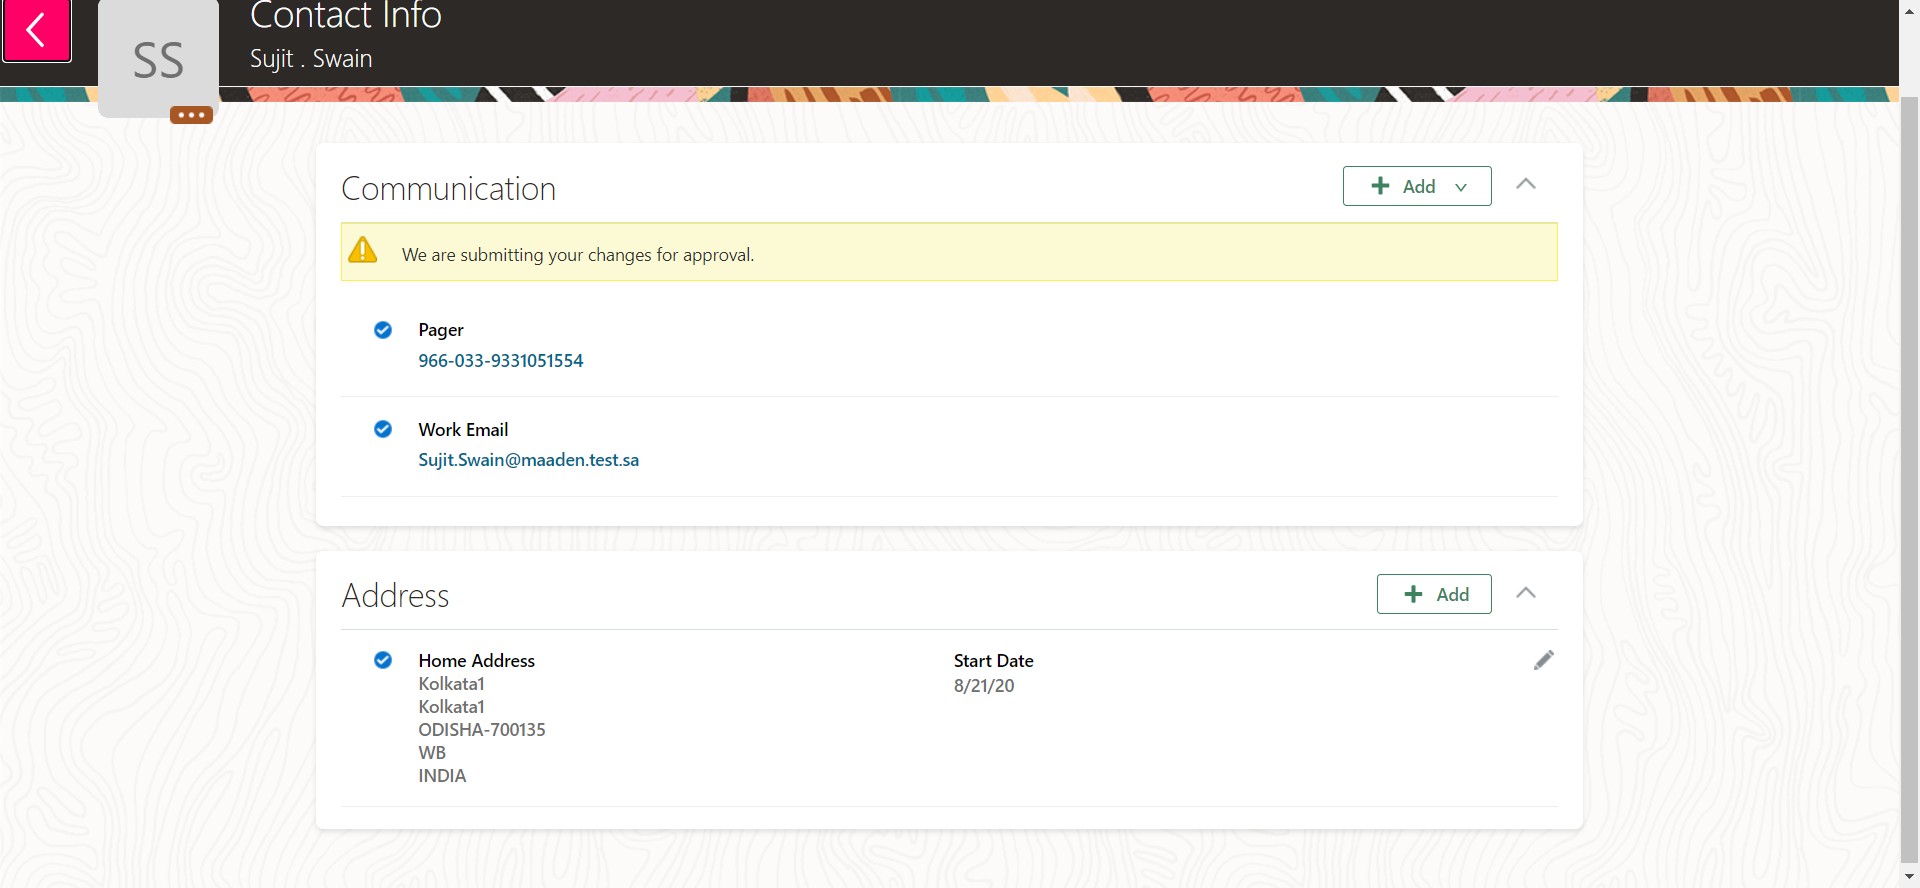 Contact Info
SS
Sujit . Swain
Communication
Add
We are submitting your changes for approval.
Pager
966-033-9331051554
Work Email
Sujit.Swain@maaden.test.sa
Address
Add
Home Address
Start Date
Kolkata1
8/21/20
Kolkata1
ODISHA-700135
WB
INDIA